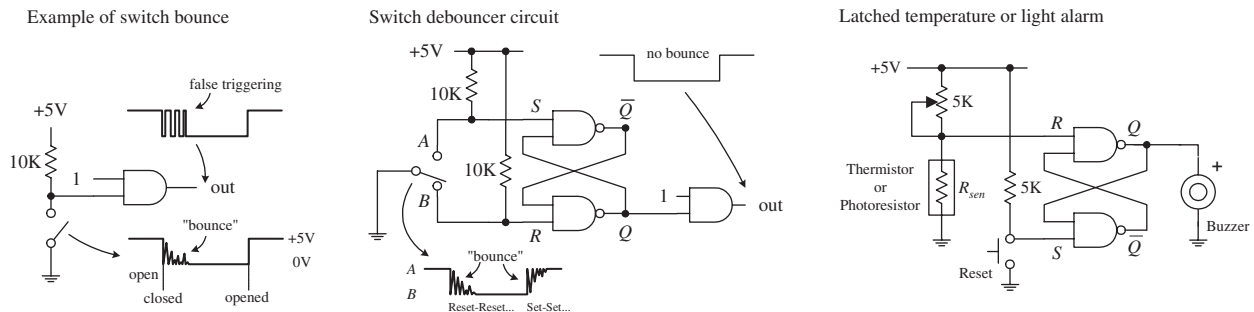 Example of switch bounce
false triggering
+5V
10K
1
out
"bounce"
+5V
0V
open
closed
opened
Switch debouncer circuit
+5V
no bounce
10K
S
Q̅
A
10K
B
1
out
R
Q
"bounce"
A
B
Reset-Reset...
Set-Set...
Latched temperature or light alarm
+5V
5K
R
Q
+
Thermistor
or
Photoresistor
R_sen
5K
Buzzer
S
Q̅
Reset